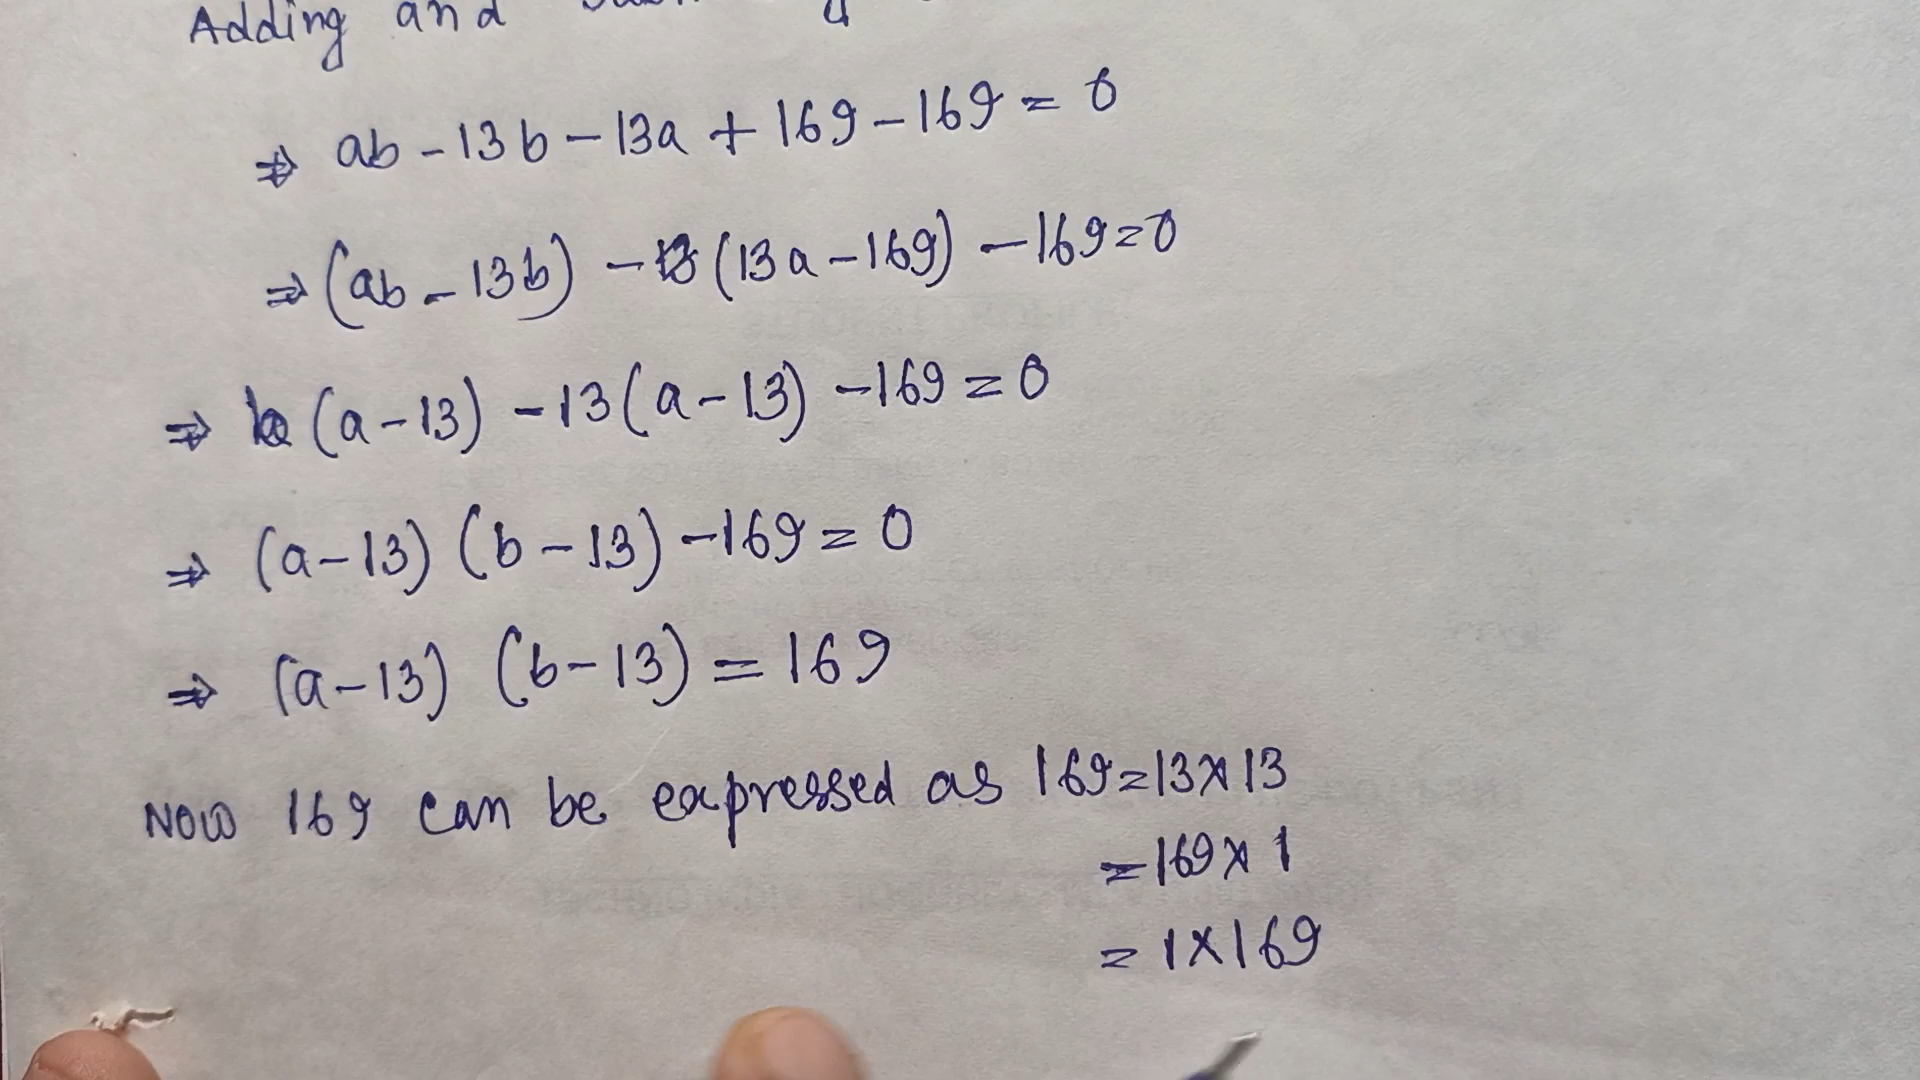 Adding and
⇒ ab - 13b - 13a + 169 - 169 = 0
⇒ (ab - 13b) - (13a - 169) - 169 = 0
⇒ b (a - 13) - 13 (a - 13) - 169 = 0
⇒ (a - 13) (b - 13) - 169 = 0
⇒ (a - 13) (b - 13) = 169
Now 169 can be expressed as 169 = 13 × 13
= 169 × 1
= 1 × 169